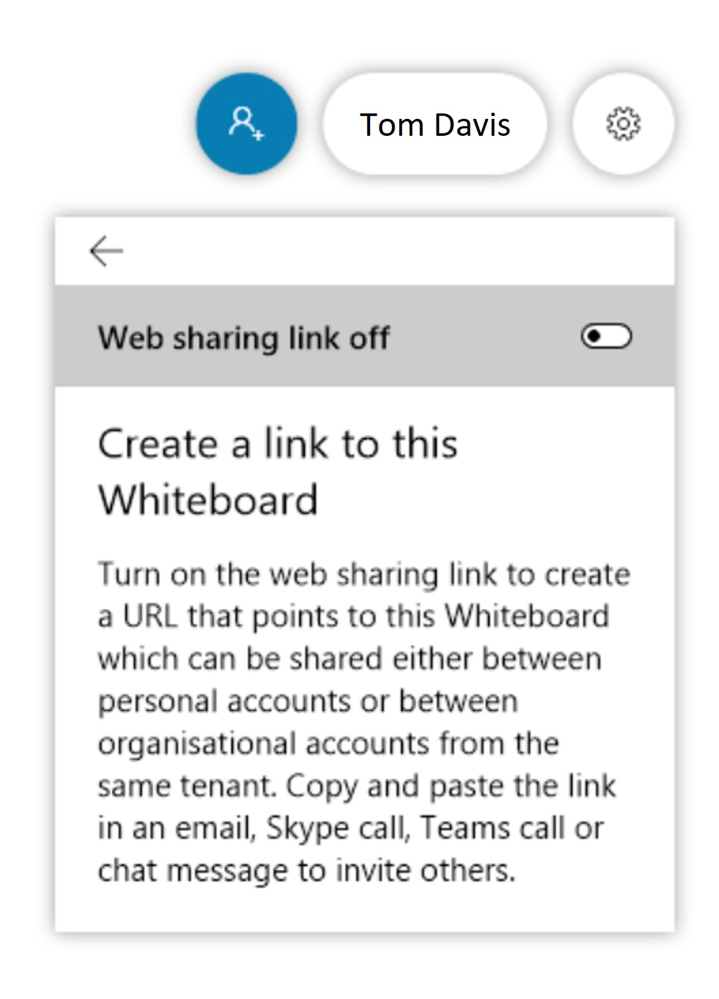 Tom Davis
Web sharing link off
Create a link to this
Whiteboard
Turn on the web sharing link to create
a URL that points to this Whiteboard
which can be shared either between
personal accounts or between
organisational accounts from the
same tenant. Copy and paste the link
in an email, Skype call, Teams call or
chat message to invite others.